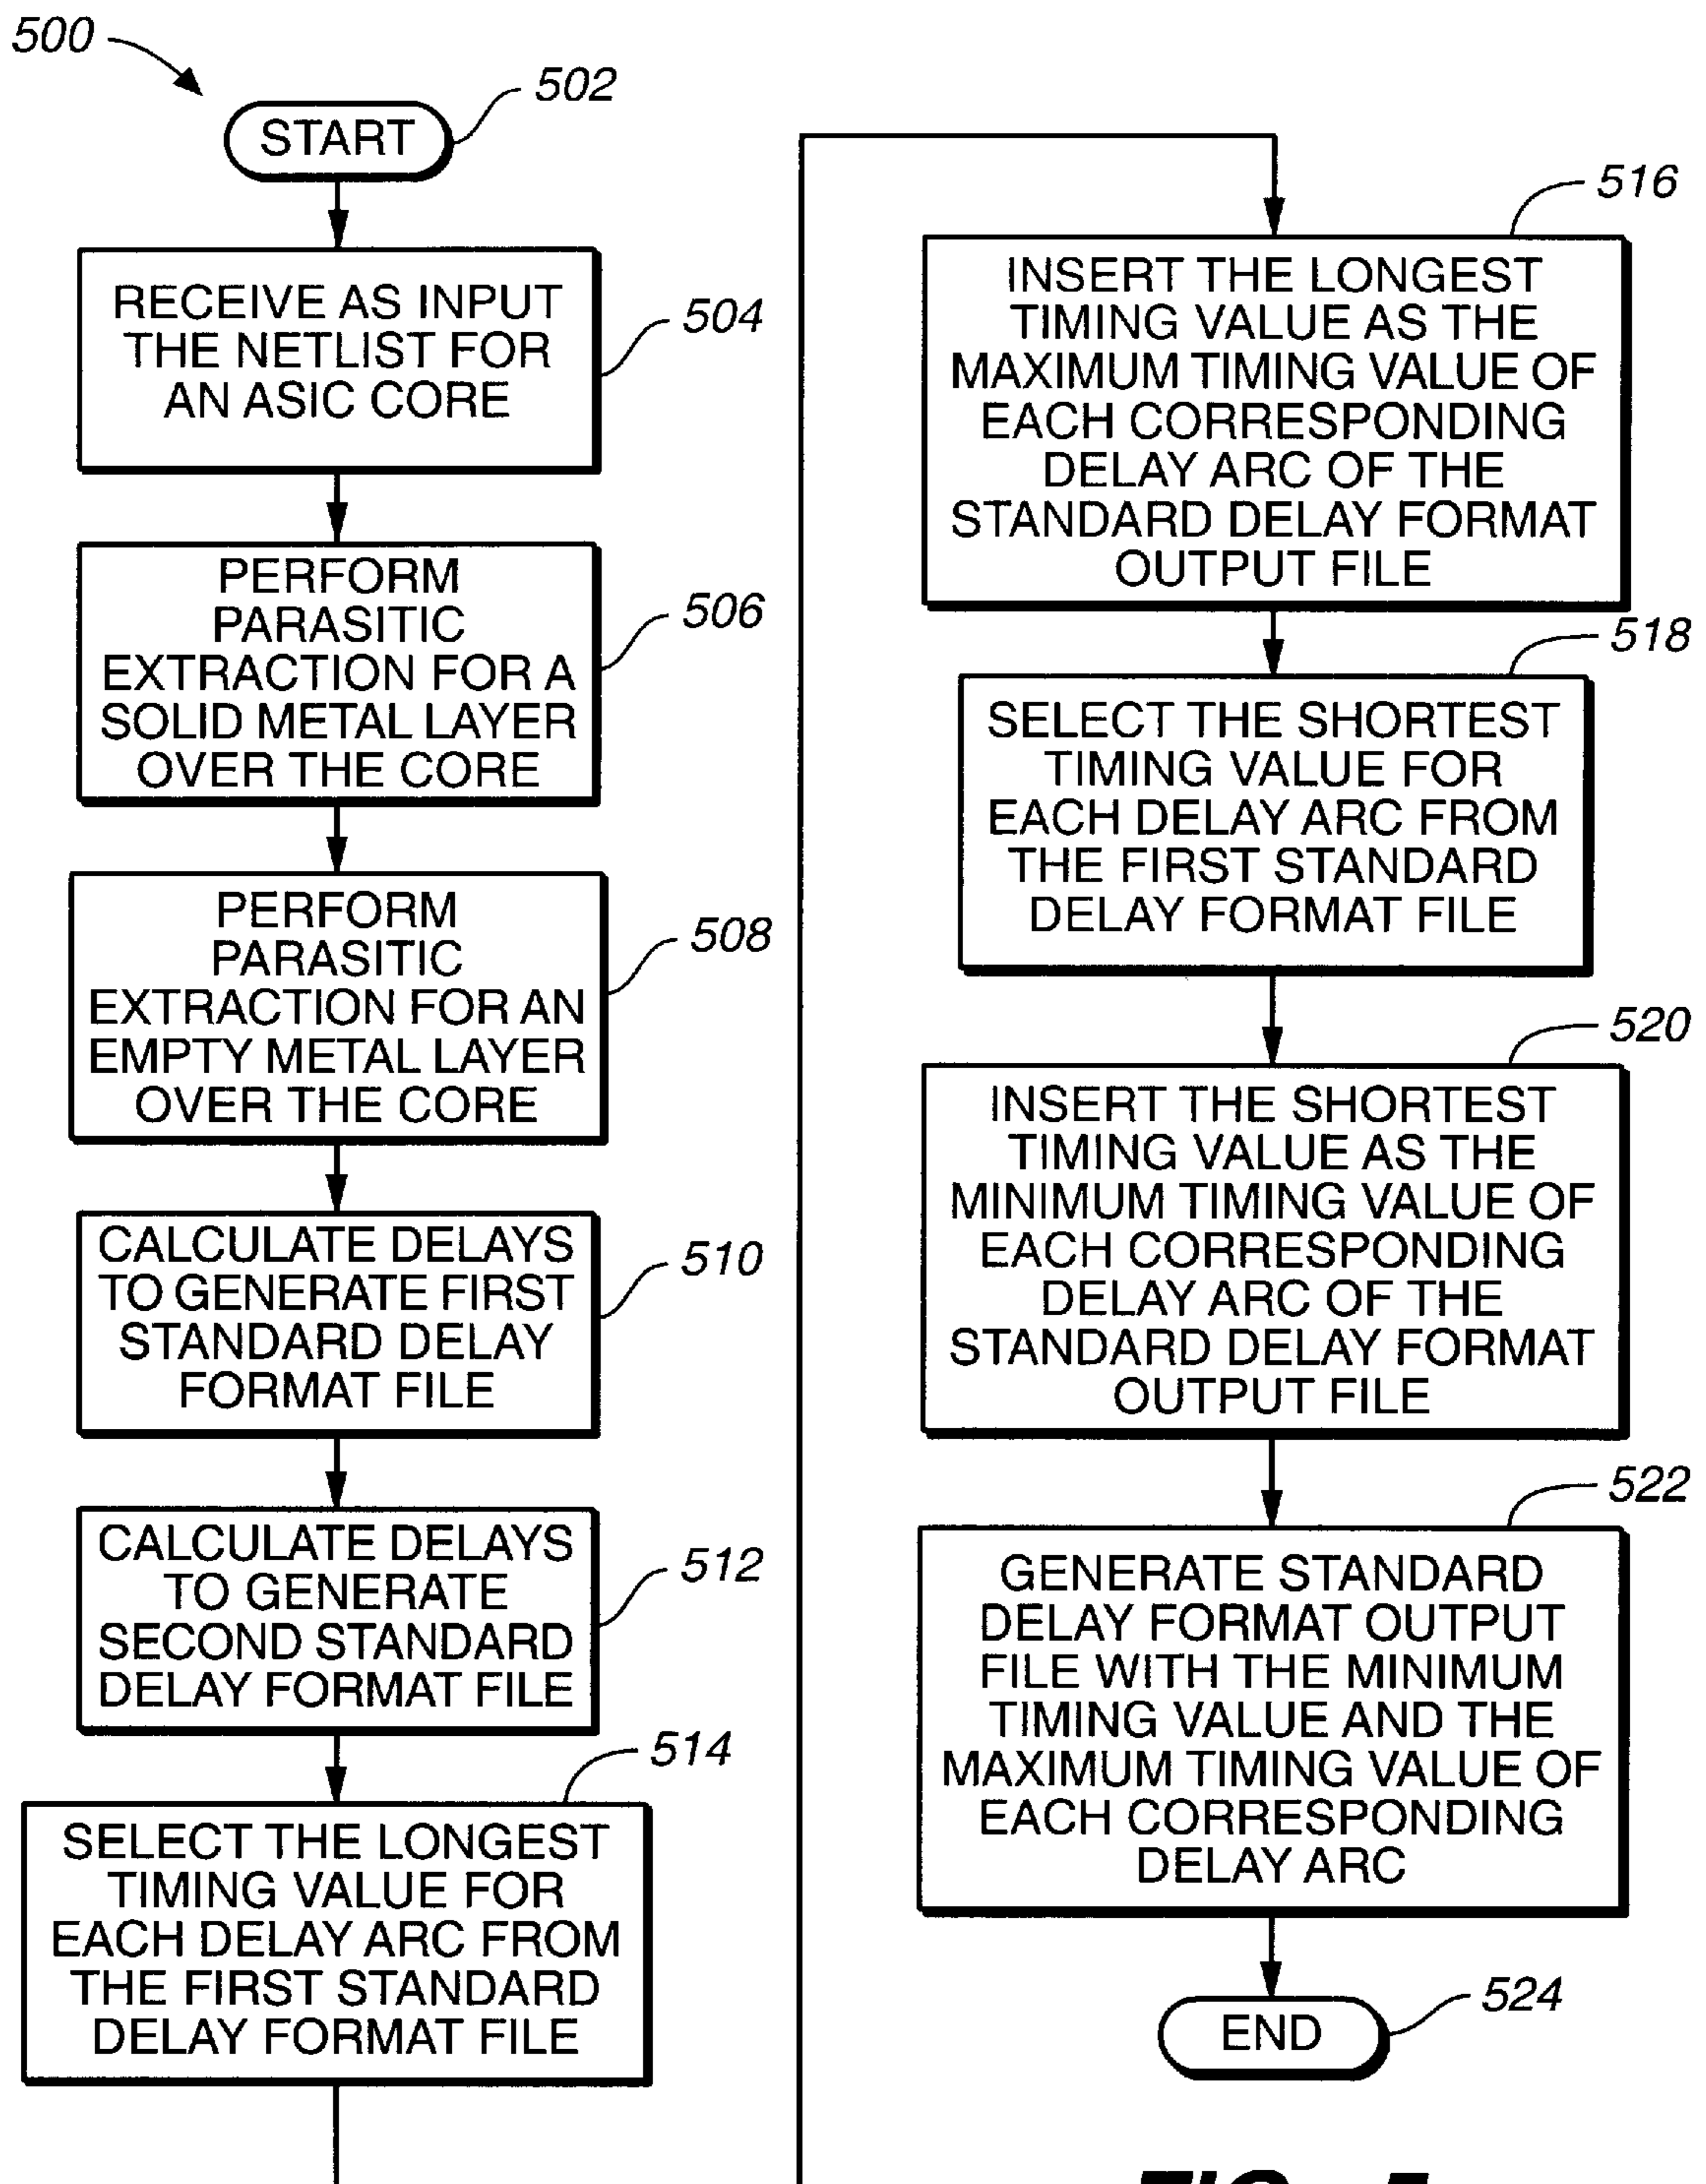 500
502
START
RECEIVE AS INPUT
THE NETLIST FOR
AN ASIC CORE
504
PERFORM
PARASITIC
EXTRACTION FOR A
SOLID METAL LAYER
OVER THE CORE
506
PERFORM
PARASITIC
EXTRACTION FOR AN
EMPTY METAL LAYER
OVER THE CORE
508
CALCULATE DELAYS
TO GENERATE FIRST
STANDARD DELAY
FORMAT FILE
510
CALCULATE DELAYS
TO GENERATE
SECOND STANDARD
DELAY FORMAT FILE
512
514
SELECT THE LONGEST
TIMING VALUE FOR
EACH DELAY ARC FROM
THE FIRST STANDARD
DELAY FORMAT FILE
516
INSERT THE LONGEST
TIMING VALUE AS THE
MAXIMUM TIMING VALUE OF
EACH CORRESPONDING
DELAY ARC OF THE
STANDARD DELAY FORMAT
OUTPUT FILE
518
SELECT THE SHORTEST
TIMING VALUE FOR
EACH DELAY ARC FROM
THE FIRST STANDARD
DELAY FORMAT FILE
520
INSERT THE SHORTEST
TIMING VALUE AS THE
MINIMUM TIMING VALUE OF
EACH CORRESPONDING
DELAY ARC OF THE
STANDARD DELAY FORMAT
OUTPUT FILE
522
GENERATE STANDARD
DELAY FORMAT OUTPUT
FILE WITH THE MINIMUM
TIMING VALUE AND THE
MAXIMUM TIMING VALUE OF
EACH CORRESPONDING
DELAY ARC
END
524